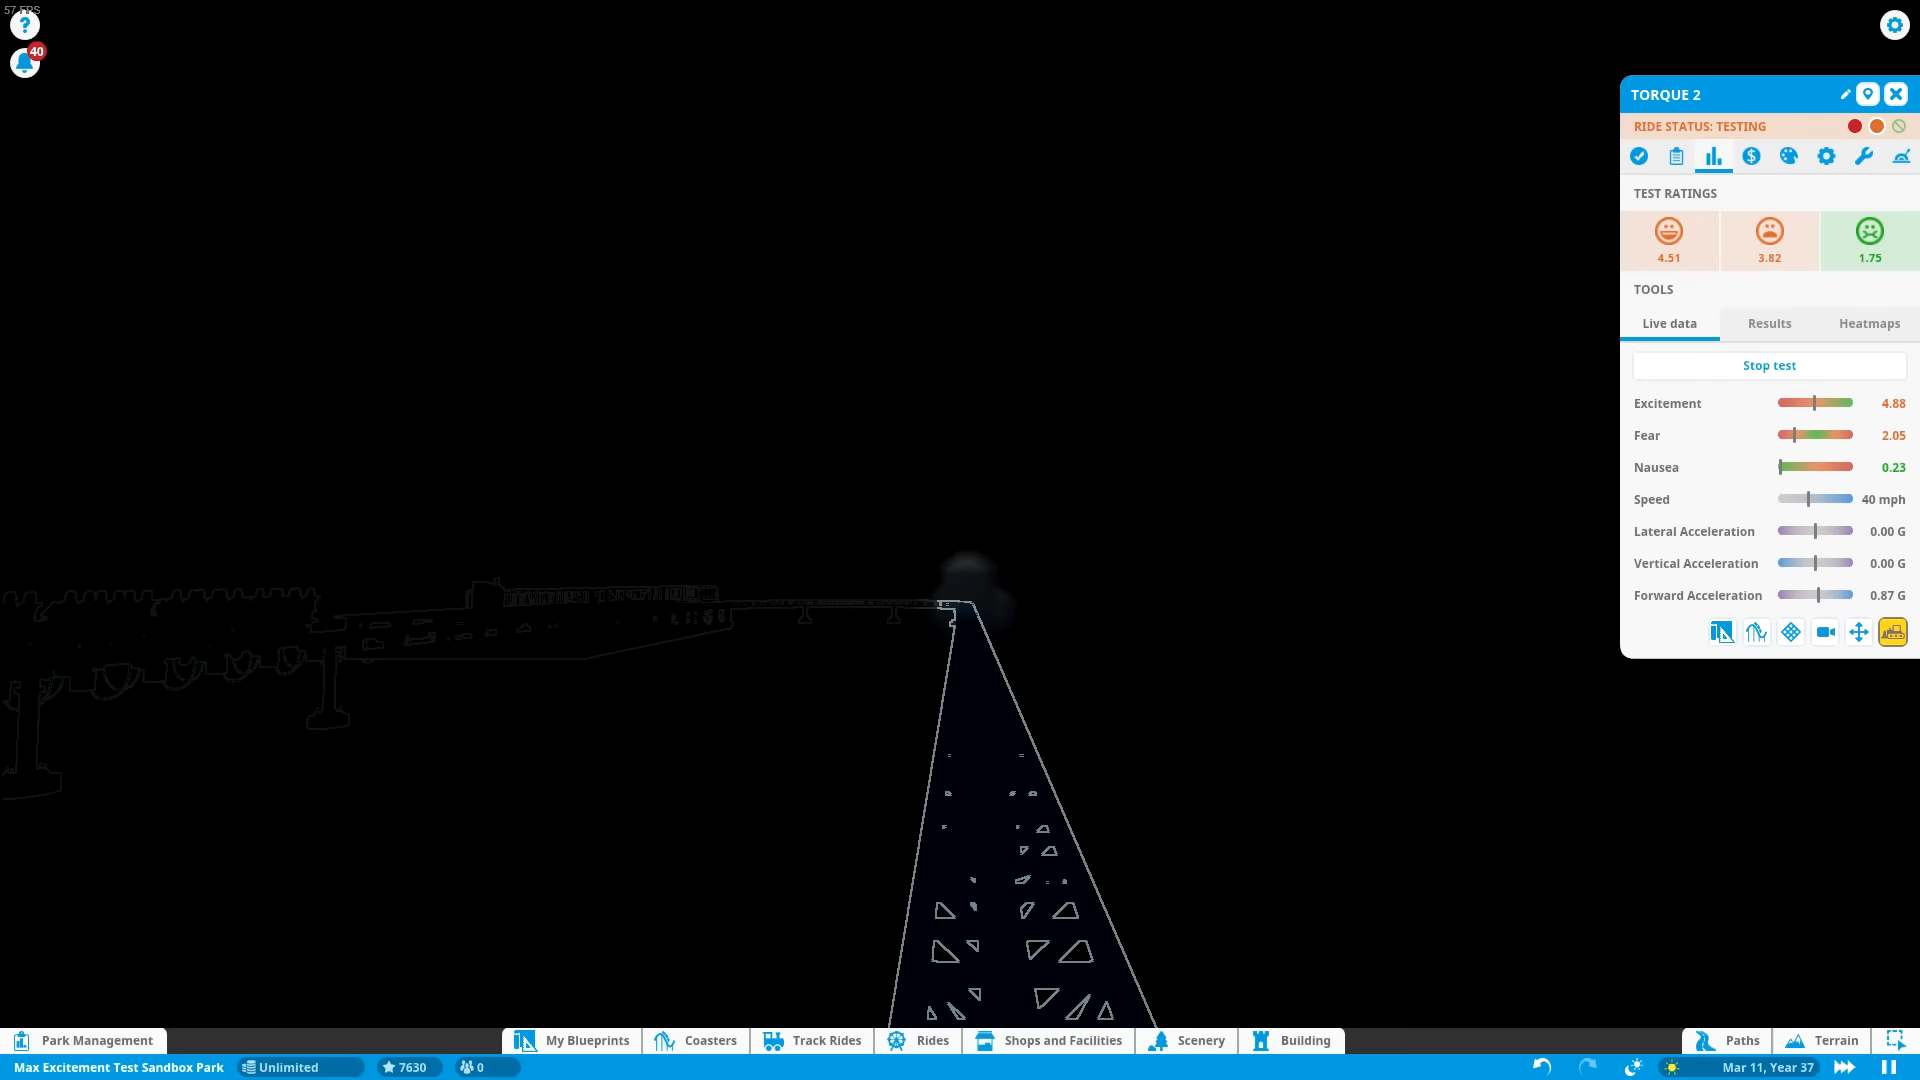 57 FPS
?
40
TORQUE 2
RIDE STATUS: TESTING
TEST RATINGS
4.51 3.82 1.75
TOOLS
Live data Results Heatmaps
Stop test
Excitement 4.88
Fear 2.05
Nausea 0.23
Speed 40 mph
Lateral Acceleration 0.00 G
Vertical Acceleration 0.00 G
Forward Acceleration 0.87 G
Park Management My Blueprints Coasters Track Rides Rides Shops and Facilities Scenery Building Paths Terrain
Max Excitement Test Sandbox Park Unlimited 7630 0 Mar 11, Year 37